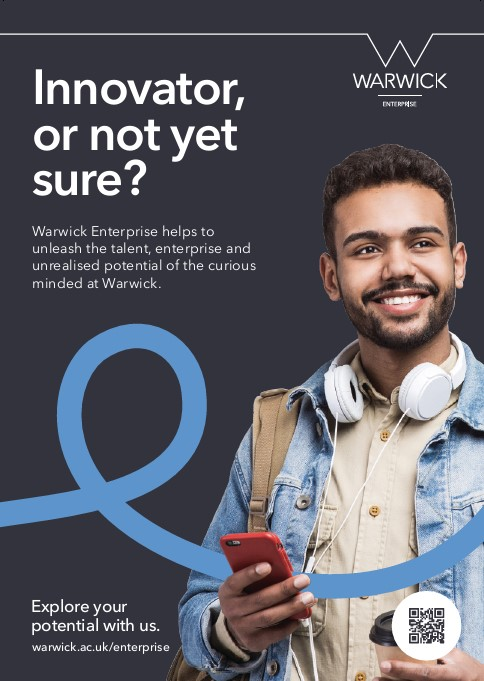 WARWICK
ENTERPRISE
Innovator,
or not yet
sure?
Warwick Enterprise helps to
unleash the talent, enterprise and
unrealised potential of the curious
minded at Warwick.
Explore your
potential with us.
warwick.ac.uk/enterprise